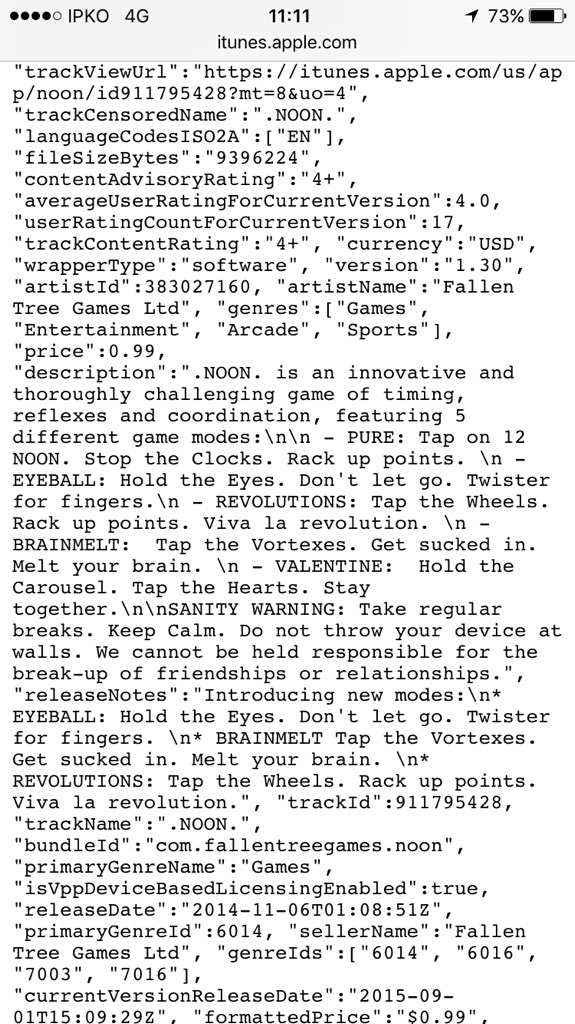 IPKO 4G 11:11 73%
itunes.apple.com
"trackViewUrl":"https://itunes.apple.com/us/ap
p/noon/id911795428?mt=8&uo=4",
"trackCensoredName":".NOON.",
"languageCodesISO2A":["EN"],
"fileSizeBytes":"9396224",
"contentAdvisoryRating":"4+",
"averageUserRatingForCurrentVersion":4.0,
"userRatingCountForCurrentVersion":17,
"trackContentRating":"4+", "currency":"USD",
"wrapperType":"software", "version":"1.30",
"artistId":383027160, "artistName":"Fallen
Tree Games Ltd", "genres":["Games",
"Entertainment", "Arcade", "Sports"],
"price":0.99,
"description":".NOON. is an innovative and
thoroughly challenging game of timing,
reflexes and coordination, featuring 5
different game modes:\n\n - PURE: Tap on 12
NOON. Stop the Clocks. Rack up points. \n -
EYEBALL: Hold the Eyes. Don't let go. Twister
for fingers.\n - REVOLUTIONS: Tap the Wheels.
Rack up points. Viva la revolution. \n -
BRAINMELT:  Tap the Vortexes. Get sucked in.
Melt your brain. \n - VALENTINE:  Hold the
Carousel. Tap the Hearts. Stay
together.\n\nSANITY WARNING: Take regular
breaks. Keep Calm. Do not throw your device at
walls. We cannot be held responsible for the
break-up of friendships or relationships.",
"releaseNotes":"Introducing new modes:\n*
EYEBALL: Hold the Eyes. Don't let go. Twister
for fingers. \n* BRAINMELT Tap the Vortexes.
Get sucked in. Melt your brain. \n*
REVOLUTIONS: Tap the Wheels. Rack up points.
Viva la revolution.", "trackId":911795428,
"trackName":".NOON.",
"bundleId":"com.fallentreegames.noon",
"primaryGenreName":"Games",
"isVppDeviceBasedLicensingEnabled":true,
"releaseDate":"2014-11-06T01:08:51Z",
"primaryGenreId":6014, "sellerName":"Fallen
Tree Games Ltd", "genreIds":["6014", "6016",
"7003", "7016"],
"currentVersionReleaseDate":"2015-09-
01T15:09:29Z", "formattedPrice":"$0.99",